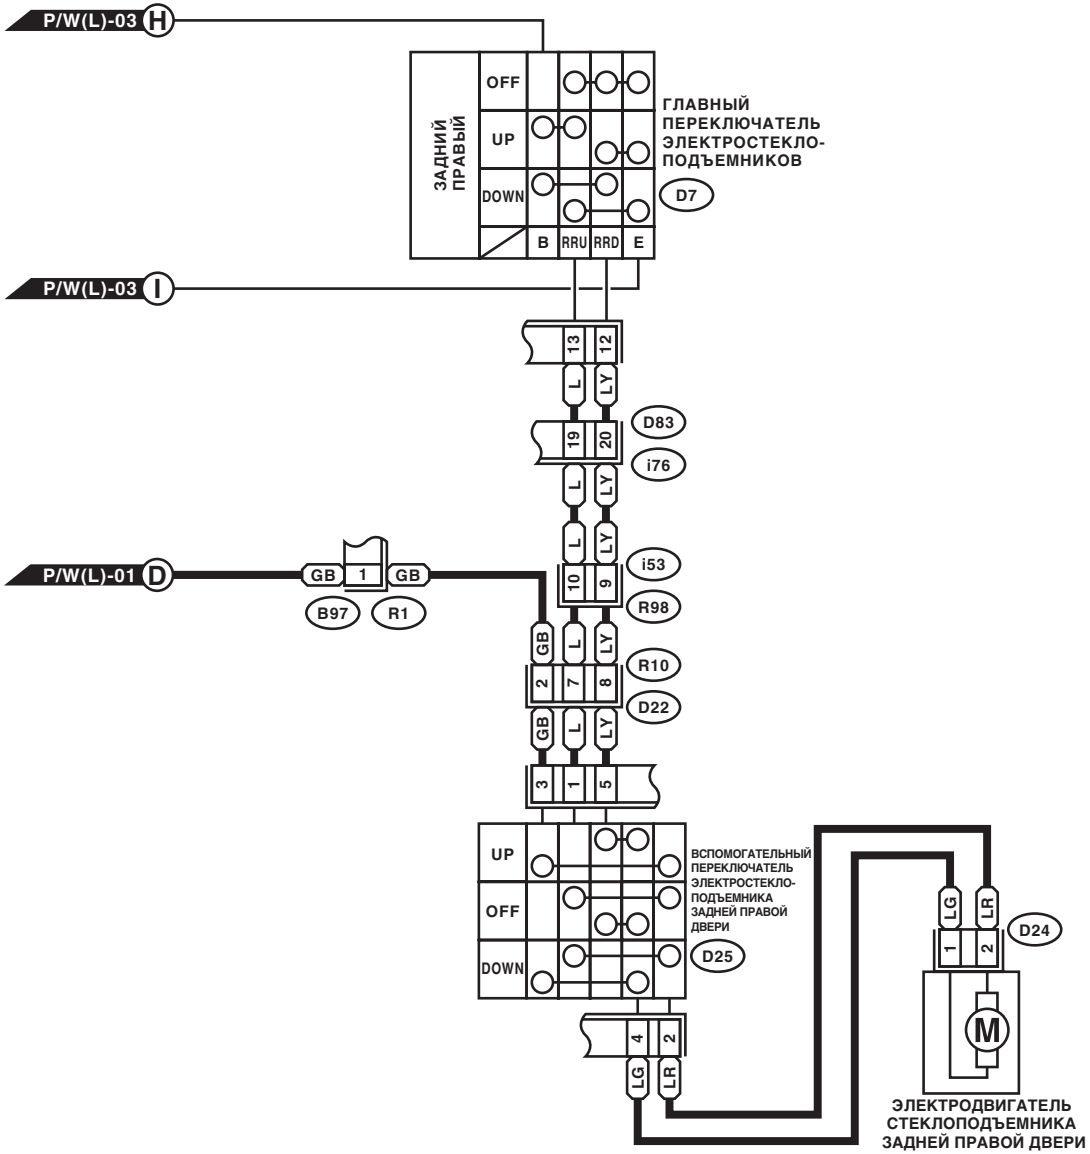 P/W(L)-03 H
ЗАДНИЙ
ПРАВЫЙ
OFF
UP
DOWN
B RRU RRD E
ГЛАВНЫЙ
ПЕРЕКЛЮЧАТЕЛЬ
ЭЛЕКТРОСТЕКЛО-
ПОДЪЕМНИКОВ
D7
P/W(L)-03 I
13 12
L LY
D83
19 20
i76
L LY
L LY
i53
10 9
R98
P/W(L)-01 D
GB 1 GB
B97 R1
GB L LY
R10
2 7 8
D22
GB L LY
3 1 5
UP
OFF
DOWN
ВСПОМОГАТЕЛЬНЫЙ
ПЕРЕКЛЮЧАТЕЛЬ
ЭЛЕКТРОСТЕКЛО-
ПОДЪЕМНИКА
ЗАДНЕЙ ПРАВОЙ
ДВЕРИ
D25
4 2
LG LR
LG LR
D24
1 2
M
ЭЛЕКТРОДВИГАТЕЛЬ
СТЕКЛОПОДЪЕМНИКА
ЗАДНЕЙ ПРАВОЙ ДВЕРИ